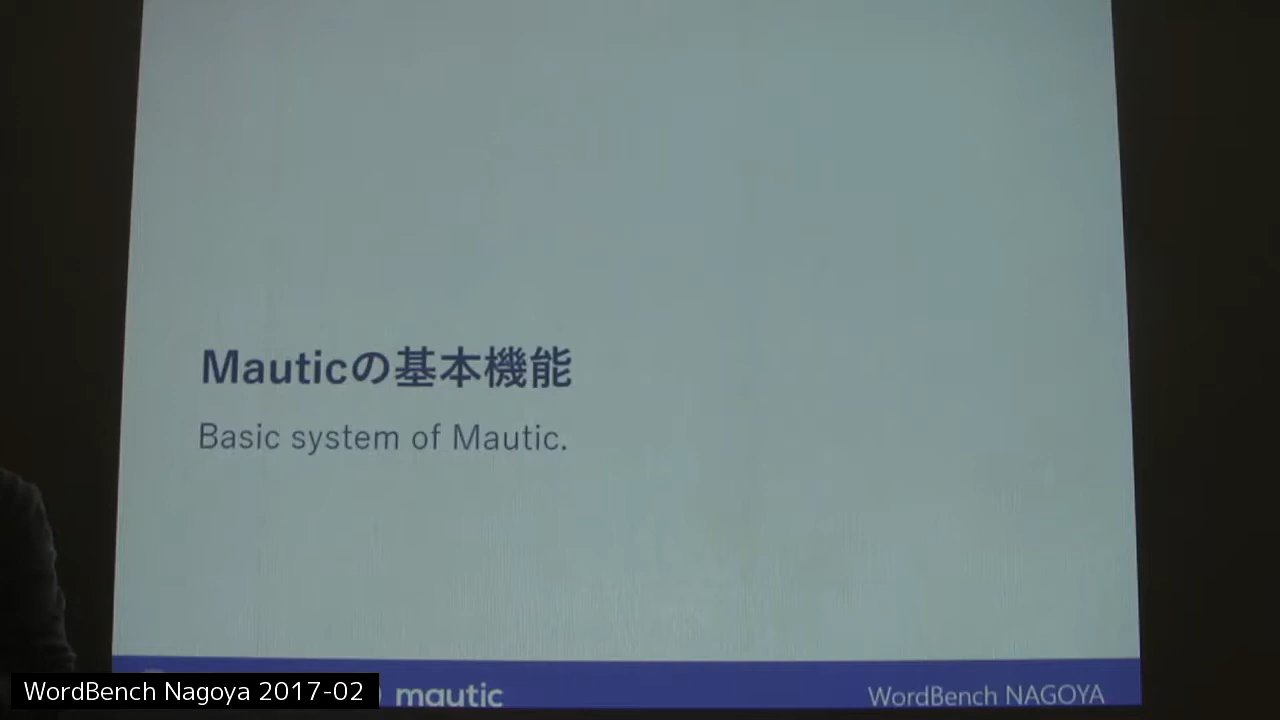 Mauticの基本機能
Basic system of Mautic.
WordBench Nagoya 2017-02
mautic
WordBench NAGOYA